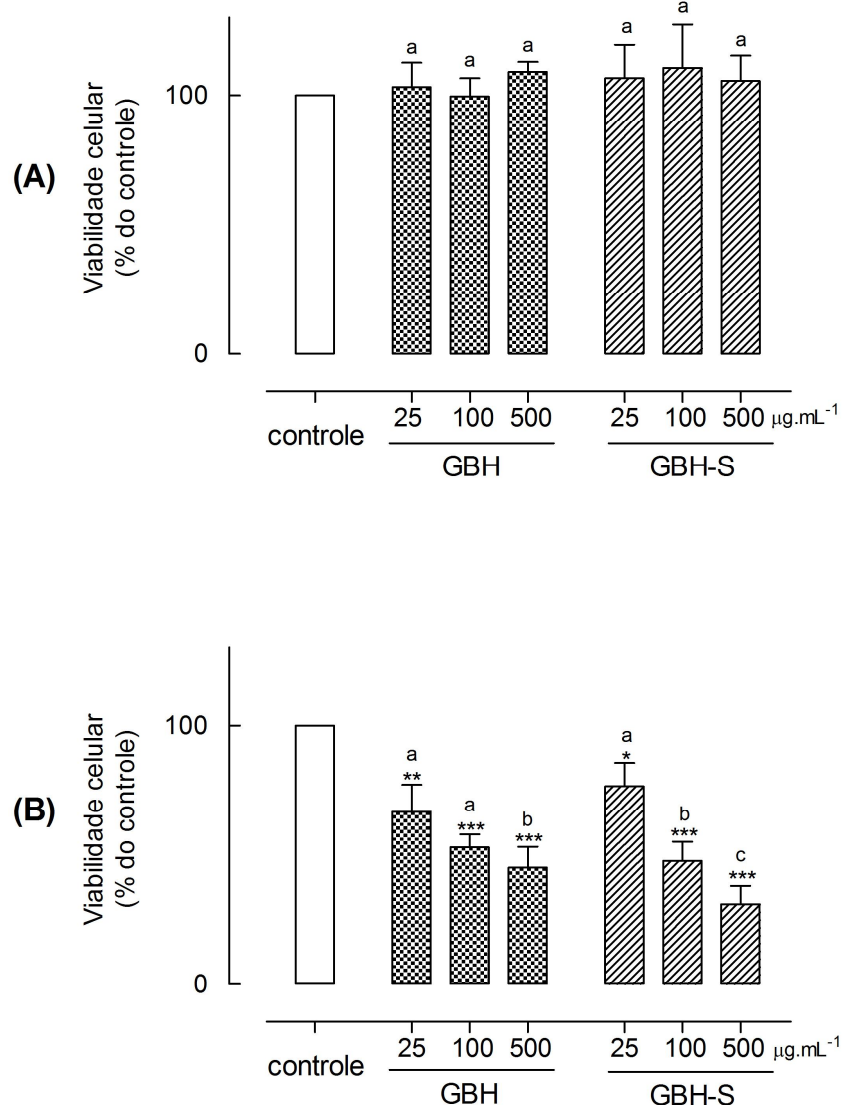 a a a a a a
100
(A)
Viabilidade celular
(% do controle)
0
25 100 500 25 100 500 µg.mL-1
controle
GBH GBH-S
100
a a
** *
a b b
*** *** ***
c
***
(B)
Viabilidade celular
(% do controle)
0
25 100 500 25 100 500 µg.mL-1
controle
GBH GBH-S